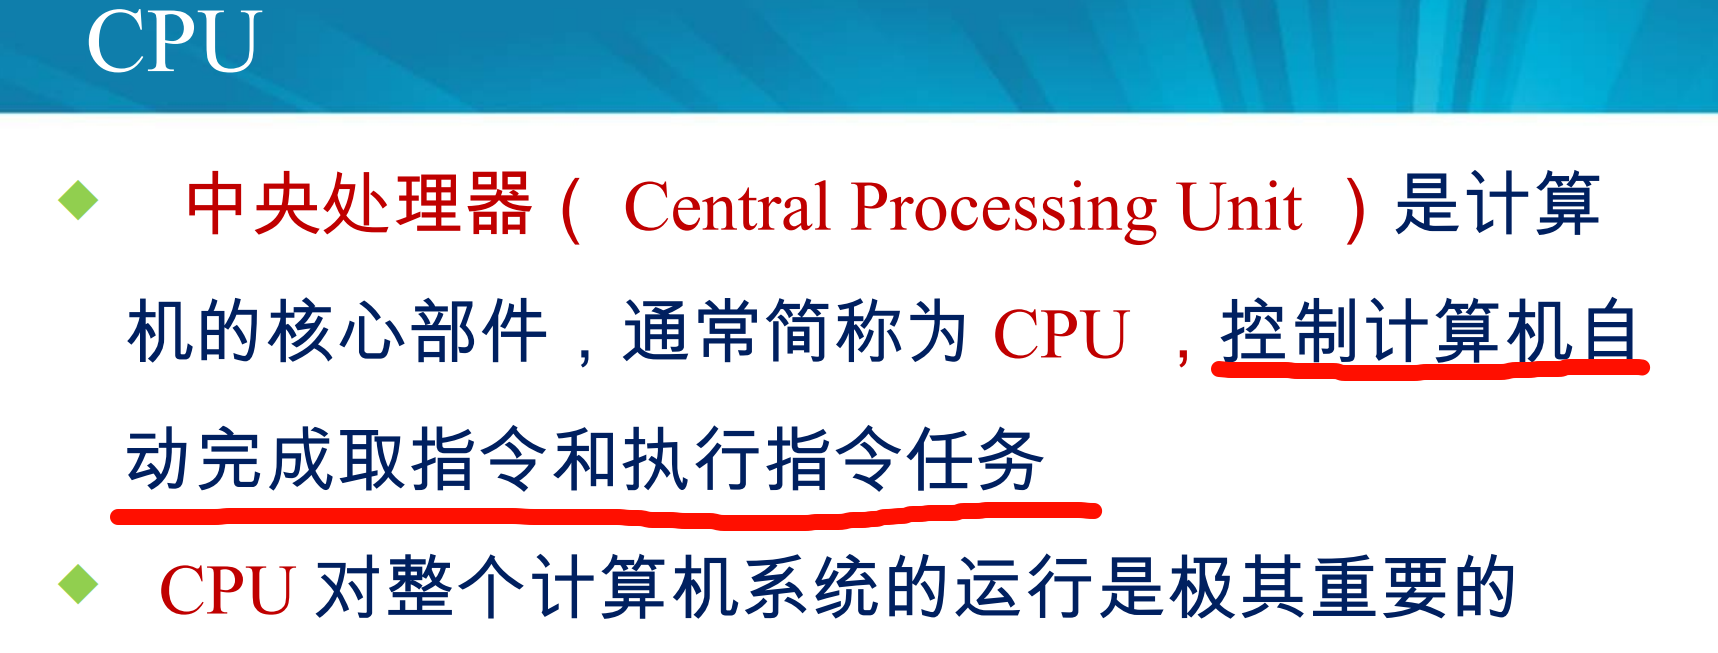 CPU
中央处理器（ Central Processing Unit ）是计算
机的核心部件，通常简称为 CPU ，控制计算机自
动完成取指令和执行指令任务
CPU 对整个计算机系统的运行是极其重要的